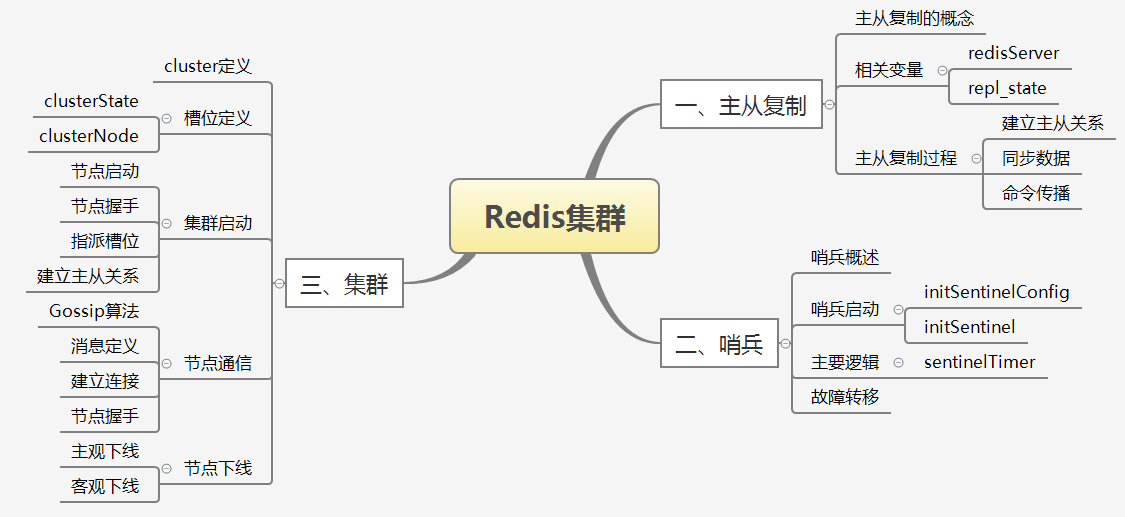 Redis集群
一、主从复制
主从复制的概念
相关变量
redisServer
repl_state
主从复制过程
建立主从关系
同步数据
命令传播
二、哨兵
哨兵概述
哨兵启动
initSentinelConfig
initSentinel
主要逻辑
sentinelTimer
故障转移
三、集群
cluster定义
槽位定义
clusterState
clusterNode
集群启动
节点启动
节点握手
指派槽位
建立主从关系
节点通信
Gossip算法
消息定义
建立连接
节点握手
节点下线
主观下线
客观下线